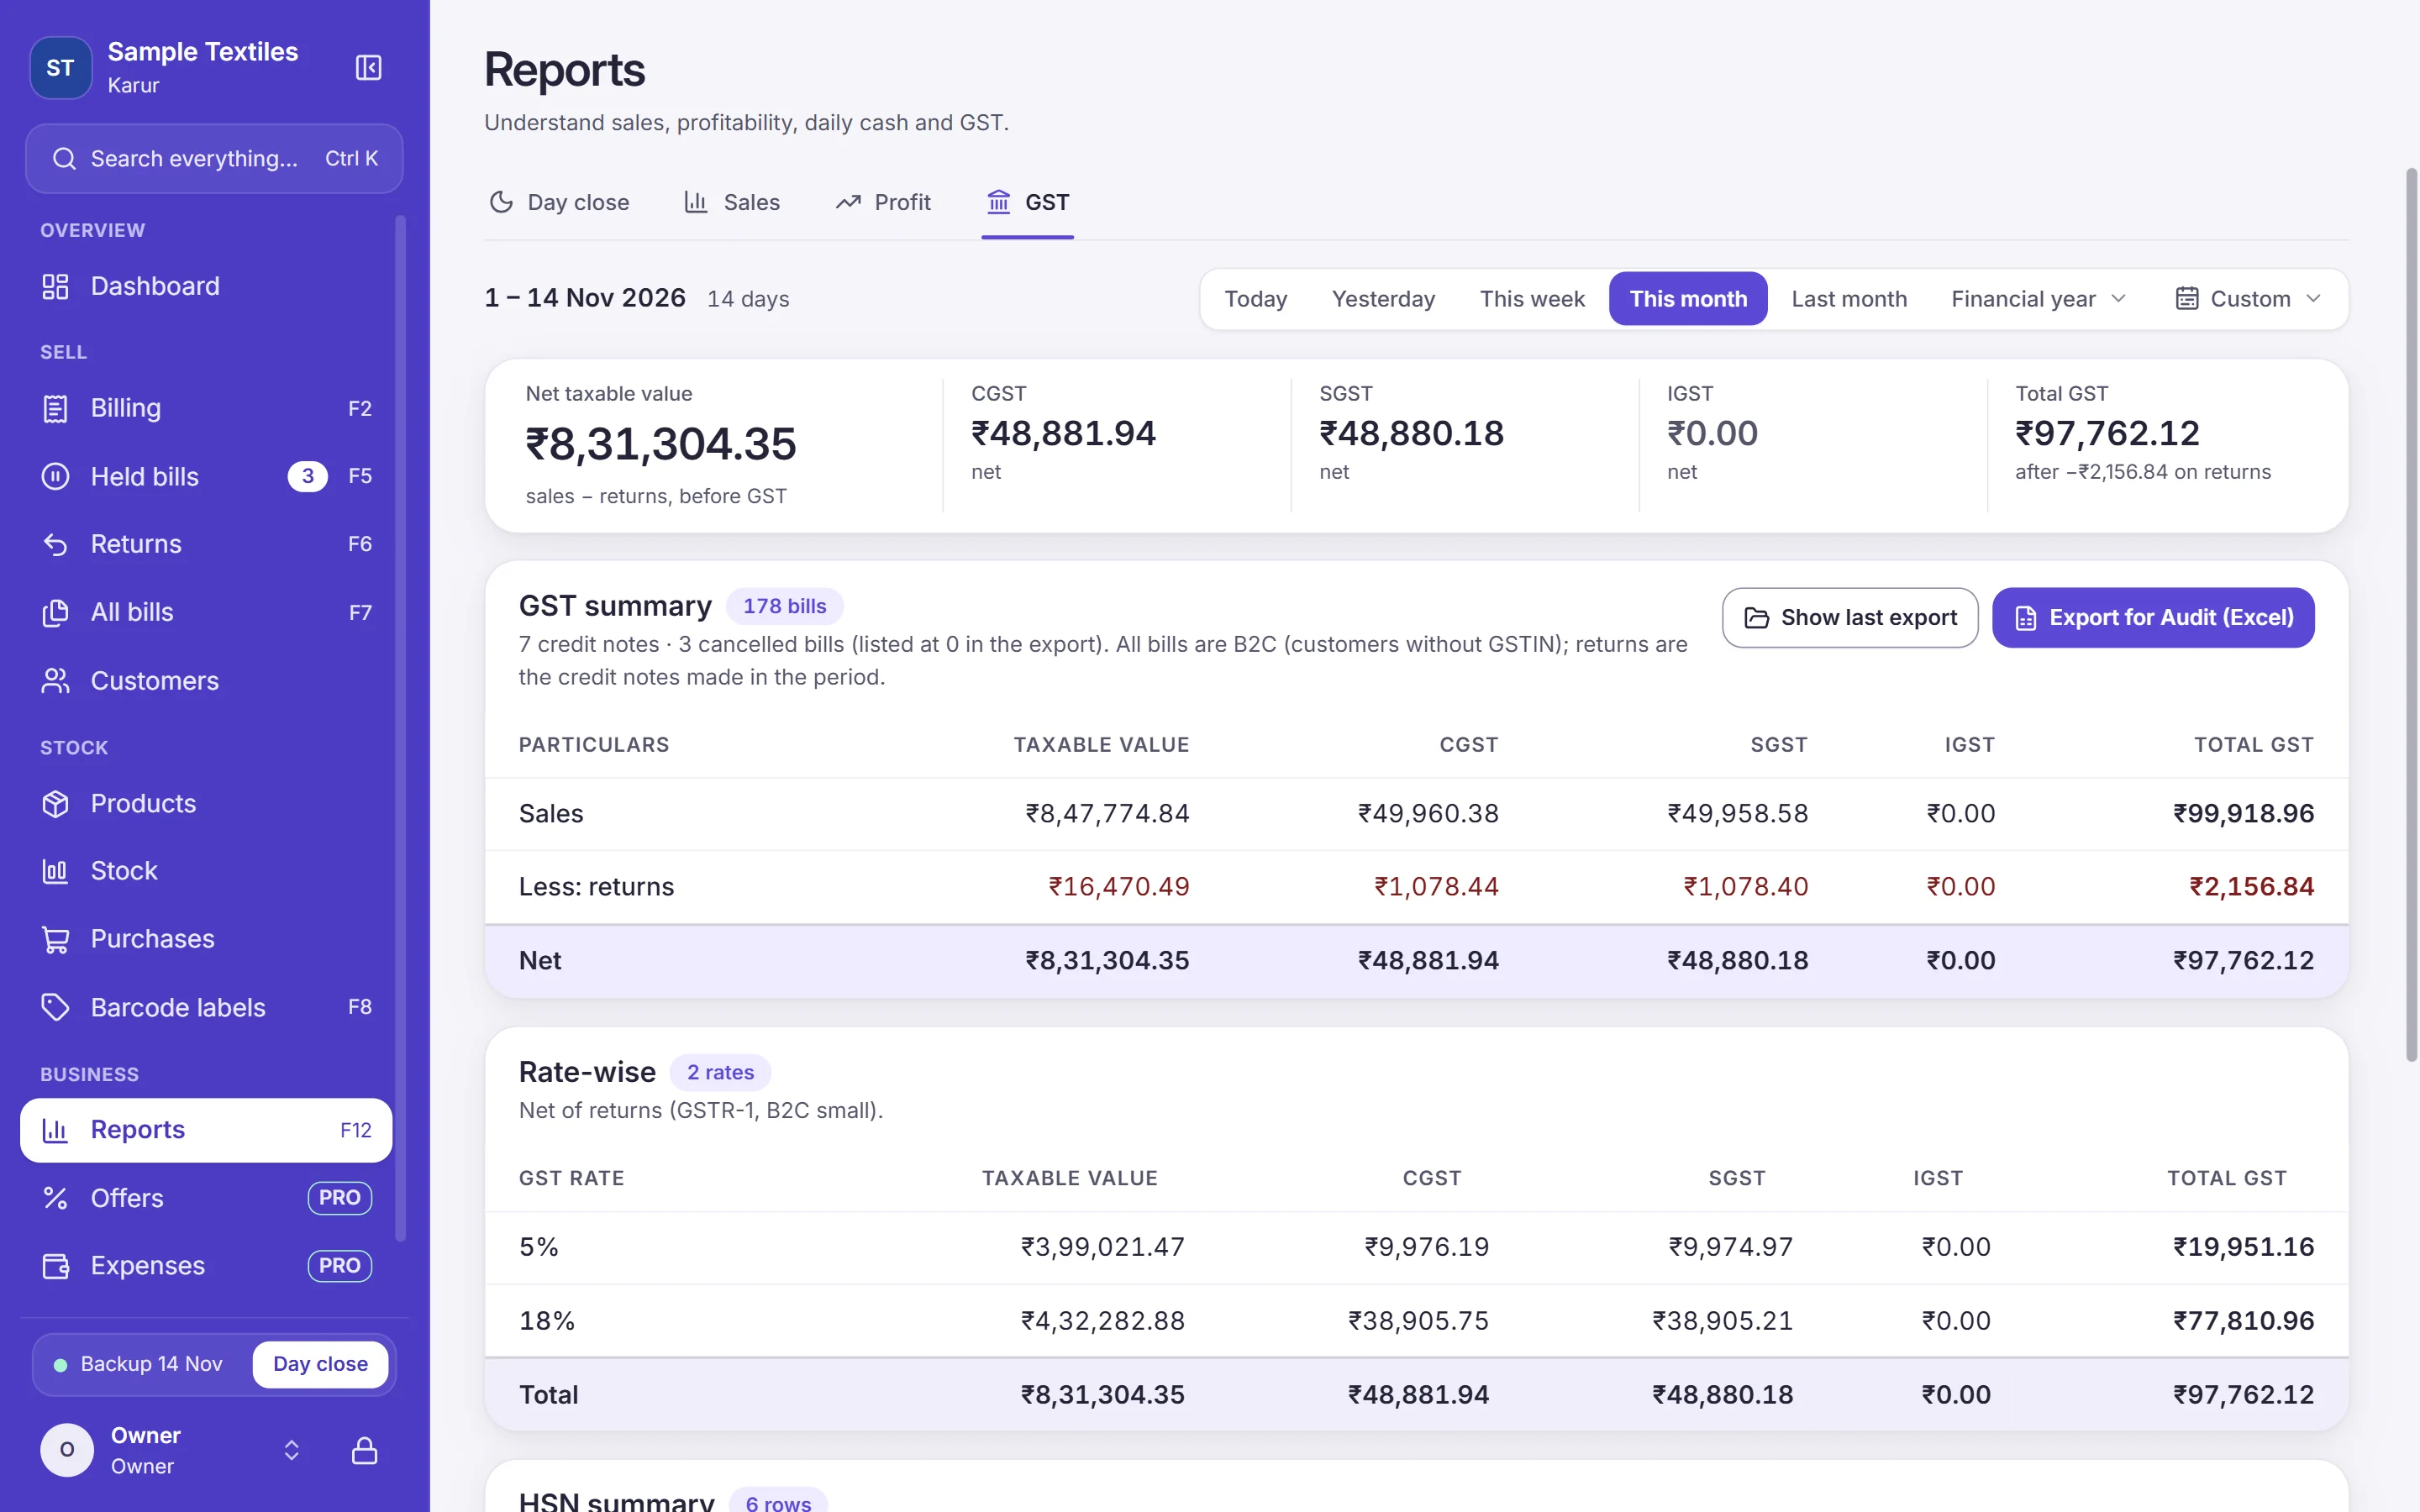 ST
Sample Textiles
Karur
Search everything... Ctrl K
OVERVIEW
Dashboard
SELL
Billing F2
Held bills 3 F5
Returns F6
All bills F7
Customers
STOCK
Products
Stock
Purchases
Barcode labels F8
BUSINESS
Reports F12
Offers PRO
Expenses PRO
Backup 14 Nov Day close
O
Owner
Owner
Reports
Understand sales, profitability, daily cash and GST.
Day close Sales Profit GST
1 – 14 Nov 2026 14 days
Today Yesterday This week This month Last month Financial year Custom
Net taxable value CGST SGST IGST Total GST
₹8,31,304.35 ₹48,881.94 ₹48,880.18 ₹0.00 ₹97,762.12
sales – returns, before GST net net net after −₹2,156.84 on returns
GST summary 178 bills Show last export Export for Audit (Excel)
7 credit notes · 3 cancelled bills (listed at 0 in the export). All bills are B2C (customers without GSTIN); returns are
the credit notes made in the period.
PARTICULARS TAXABLE VALUE CGST SGST IGST TOTAL GST
Sales ₹8,47,774.84 ₹49,960.38 ₹49,958.58 ₹0.00 ₹99,918.96
Less: returns ₹16,470.49 ₹1,078.44 ₹1,078.40 ₹0.00 ₹2,156.84
Net ₹8,31,304.35 ₹48,881.94 ₹48,880.18 ₹0.00 ₹97,762.12
Rate-wise 2 rates
Net of returns (GSTR-1, B2C small).
GST RATE TAXABLE VALUE CGST SGST IGST TOTAL GST
5% ₹3,99,021.47 ₹9,976.19 ₹9,974.97 ₹0.00 ₹19,951.16
18% ₹4,32,282.88 ₹38,905.75 ₹38,905.21 ₹0.00 ₹77,810.96
Total ₹8,31,304.35 ₹48,881.94 ₹48,880.18 ₹0.00 ₹97,762.12
HSN summary 6 rows